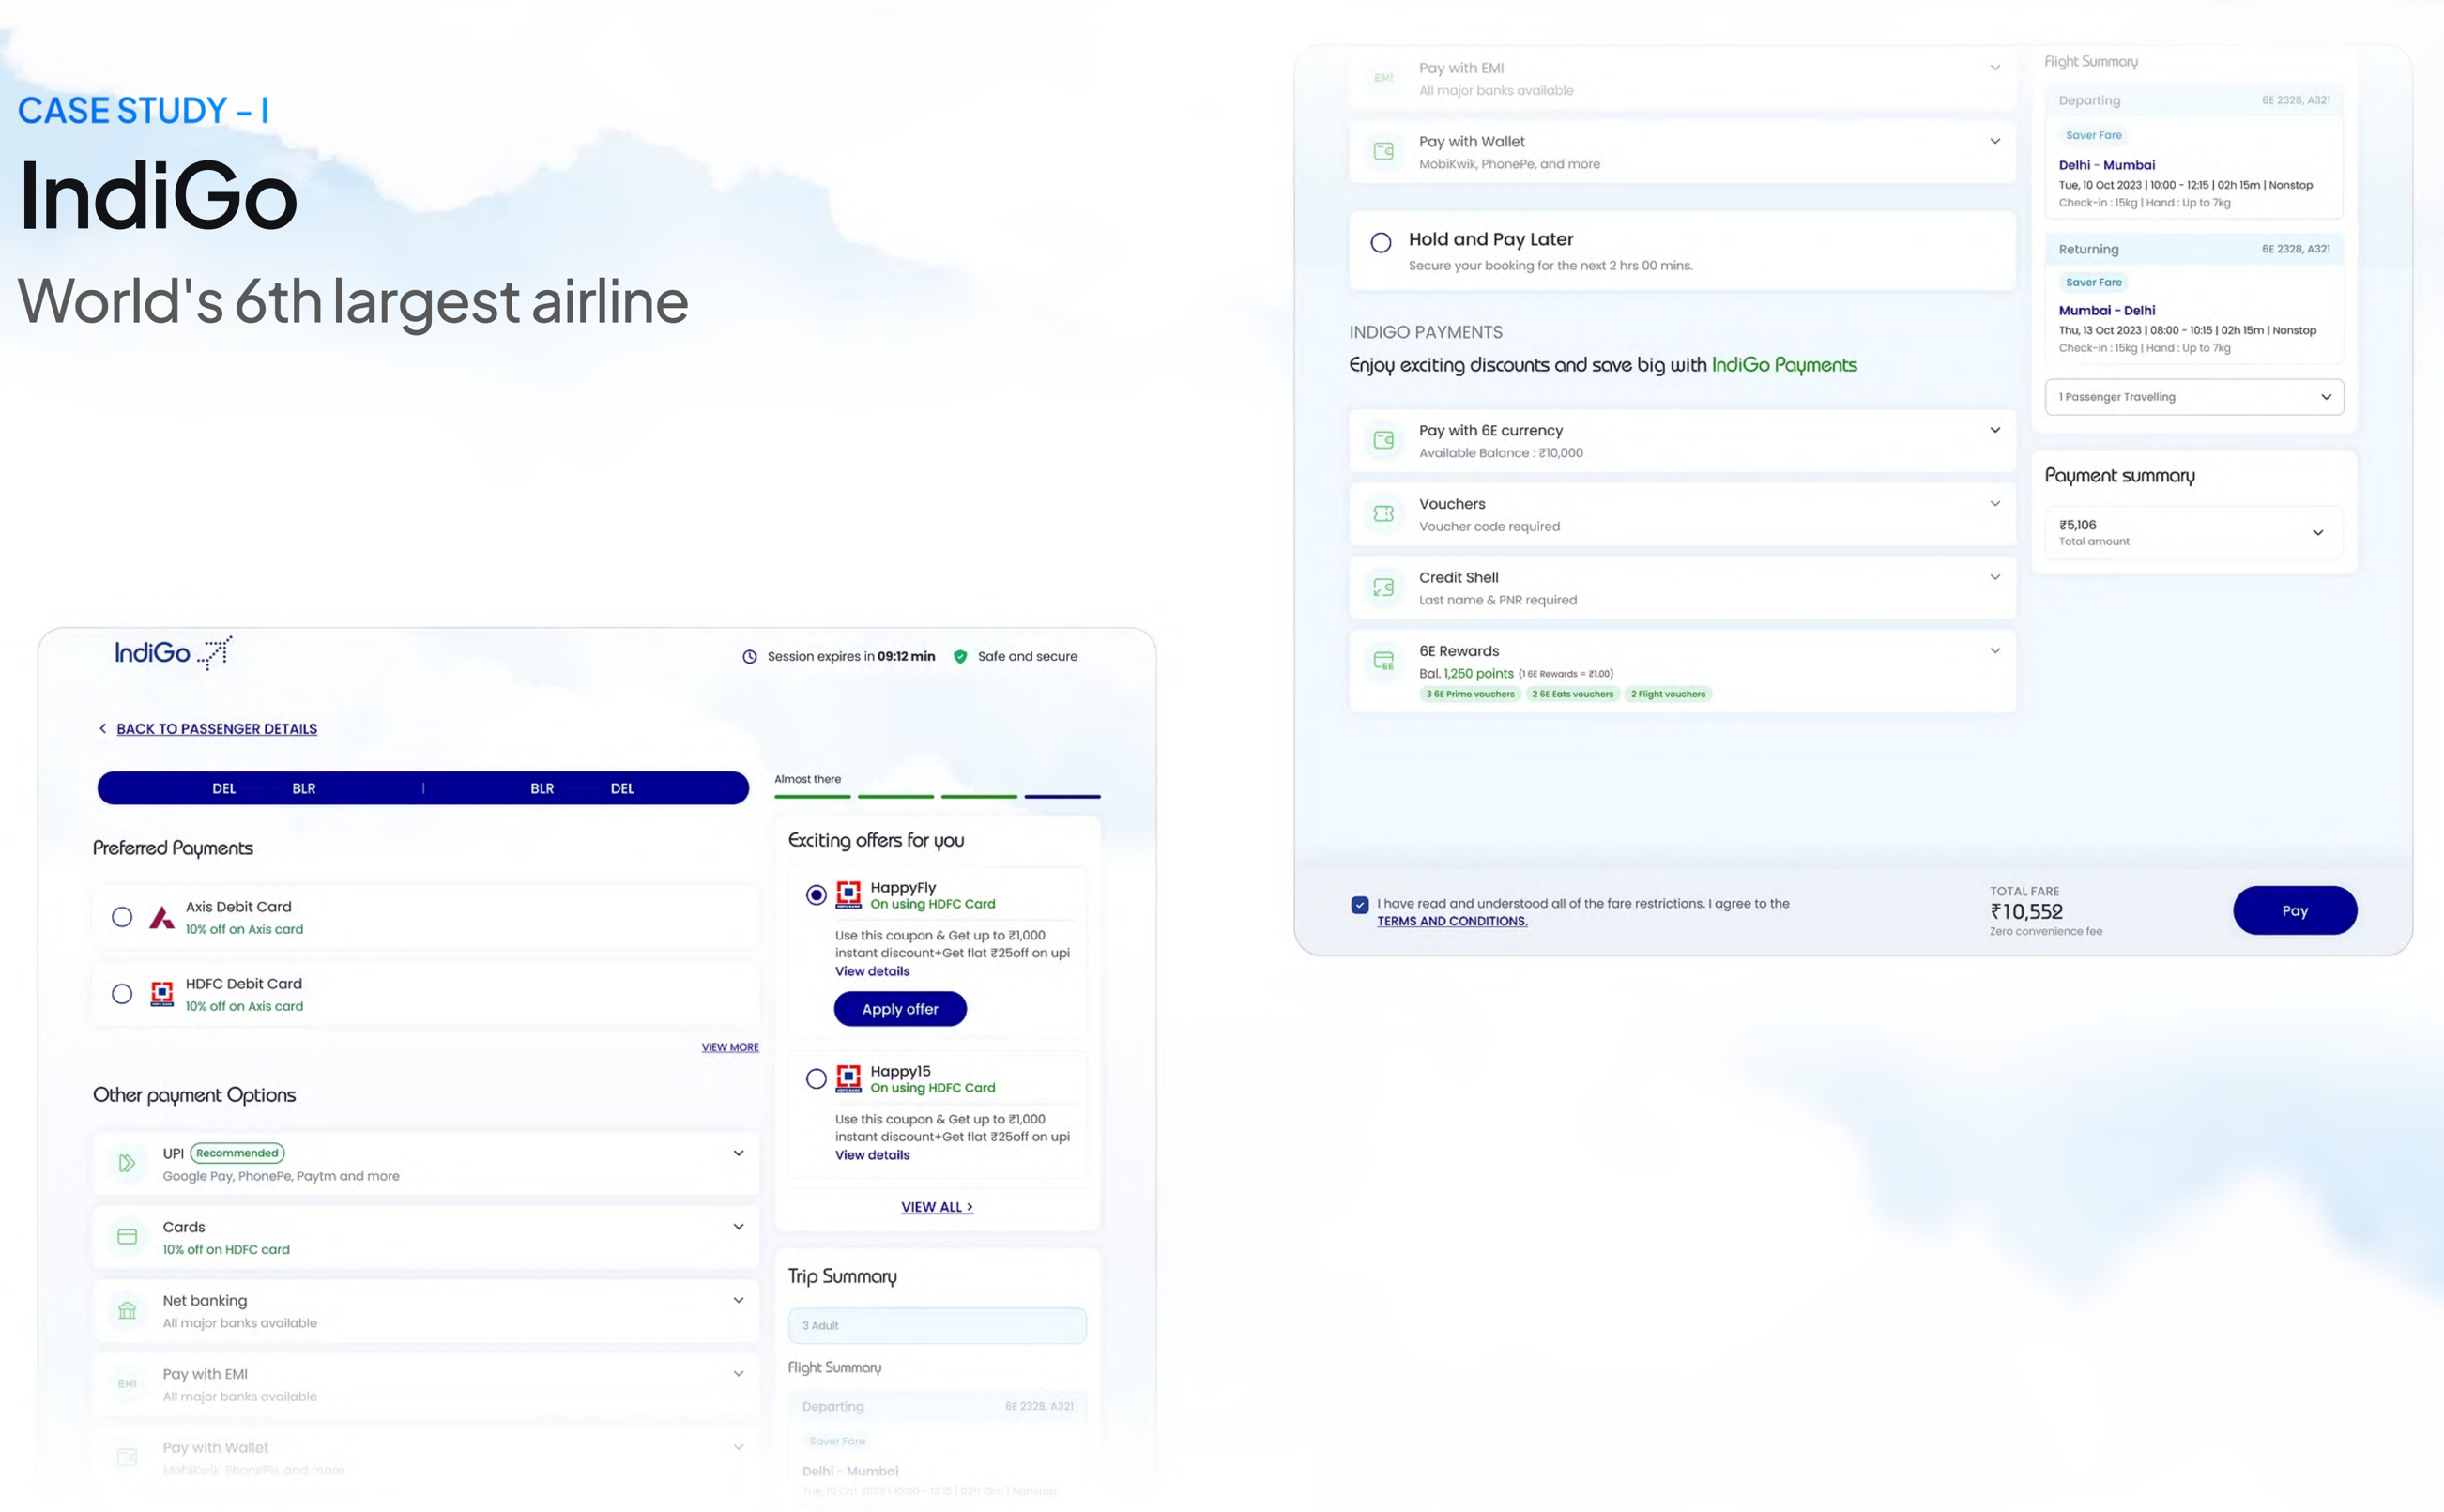 CASE STUDY - I
IndiGo
World's 6th largest airline
IndiGo
Session expires in 09:12 min
Safe and secure
BACK TO PASSENGER DETAILS
DEL BLR | BLR DEL
Almost there
Preferred Payments
Axis Debit Card
10% off on Axis card
HDFC Debit Card
10% off on Axis card
VIEW MORE
Other payment Options
UPI Recommended
Google Pay, PhonePe, Paytm and more
Cards
10% off on HDFC card
Net banking
All major banks available
EMI
Pay with EMI
All major banks available
Pay with Wallet
MobiKwik, PhonePe, and more
Exciting offers for you
HappyFly
On using HDFC Card
Use this coupon & Get up to ₹1,000
instant discount+Get flat ₹25off on upi
View details
Apply offer
Happy15
On using HDFC Card
Use this coupon & Get up to ₹1,000
instant discount+Get flat ₹25off on upi
View details
VIEW ALL >
Trip Summary
3 Adult
Flight Summary
Departing 6E 2328, A321
Saver Fare
Delhi - Mumbai
Tue, 10 Oct 2023 | 10:00 - 12:15 | 02h 15m | Nonstop
EMI
Pay with EMI
All major banks available
Pay with Wallet
MobiKwik, PhonePe, and more
Hold and Pay Later
Secure your booking for the next 2 hrs 00 mins.
INDIGO PAYMENTS
Enjoy exciting discounts and save big with IndiGo Payments
Pay with 6E currency
Available Balance : ₹10,000
Vouchers
Voucher code required
Credit Shell
Last name & PNR required
6E Rewards
Bal. 1,250 points (1 6E Rewards = ₹1.00)
3 6E Prime vouchers 2 6E Eats vouchers 2 Flight vouchers
Flight Summary
Departing 6E 2328, A321
Saver Fare
Delhi - Mumbai
Tue, 10 Oct 2023 | 10:00 - 12:15 | 02h 15m | Nonstop
Check-in : 15kg | Hand : Up to 7kg
Returning 6E 2328, A321
Saver Fare
Mumbai - Delhi
Thu, 13 Oct 2023 | 08:00 - 10:15 | 02h 15m | Nonstop
Check-in : 15kg | Hand : Up to 7kg
1 Passenger Travelling
Payment summary
₹5,106
Total amount
I have read and understood all of the fare restrictions. I agree to the
TERMS AND CONDITIONS.
TOTAL FARE
₹10,552
Zero convenience fee
Pay